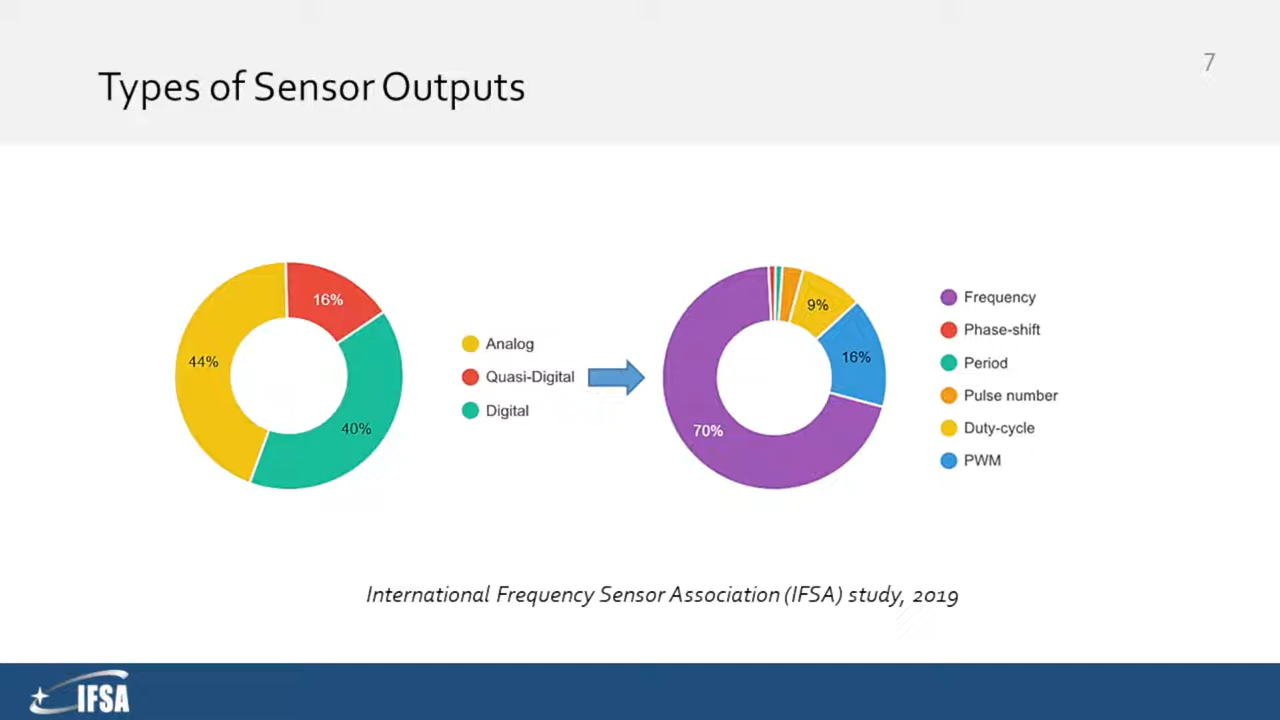 7
Types of Sensor Outputs
16%
44%
40%
Analog
Quasi-Digital
Digital
9%
16%
70%
Frequency
Phase-shift
Period
Pulse number
Duty-cycle
PWM
International Frequency Sensor Association (IFSA) study, 2019
IFSA